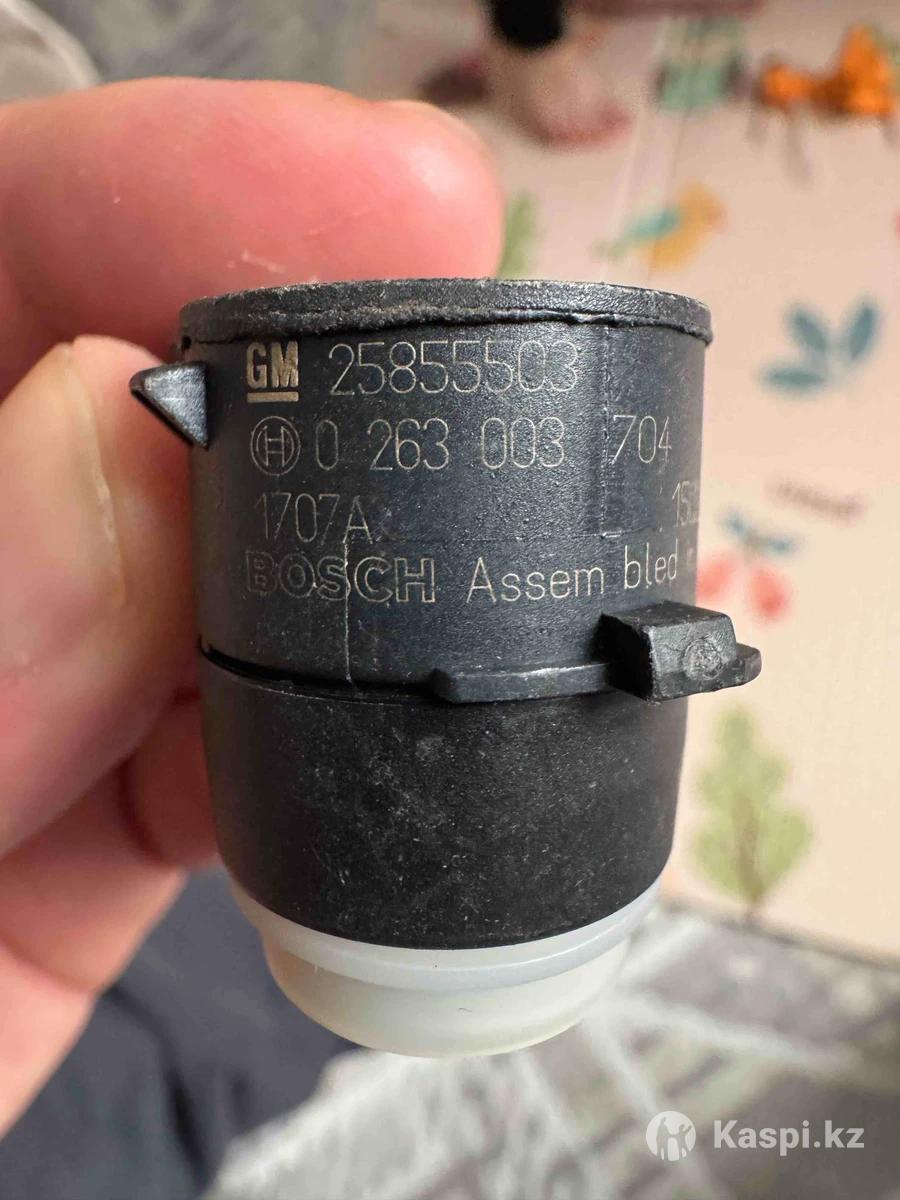 GM 25855503
0 263 003 704
1707A
BOSCH Assem bled
Kaspi.kz